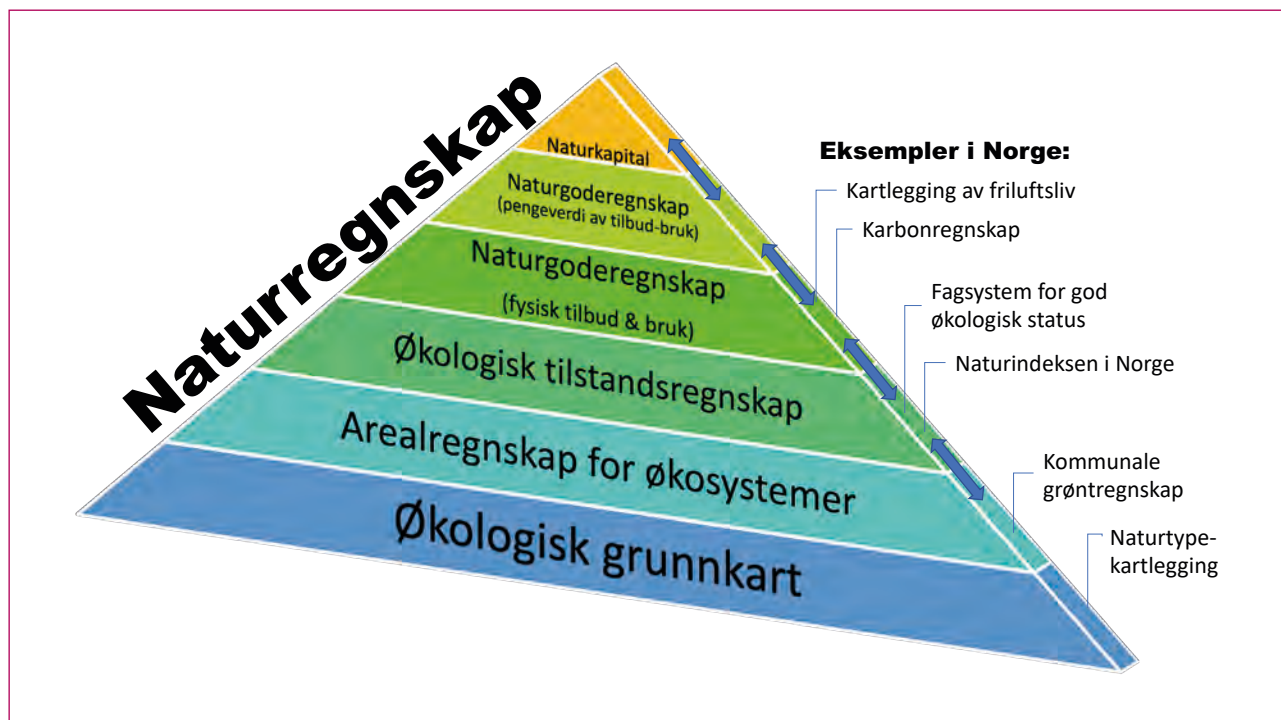 Naturregnskap
Naturkapital
Naturgoderegnskap
(pengeverdi av tilbud-bruk)
Naturgoderegnskap
(fysisk tilbud & bruk)
Økologisk tilstandsregnskap
Arealregnskap for økosystemer
Økologisk grunnkart
Eksempler i Norge:
Kartlegging av friluftsliv
Karbonregnskap
Fagsystem for god
økologisk status
Naturindeksen i Norge
Kommunale
grøntregnskap
Naturtype-
kartlegging